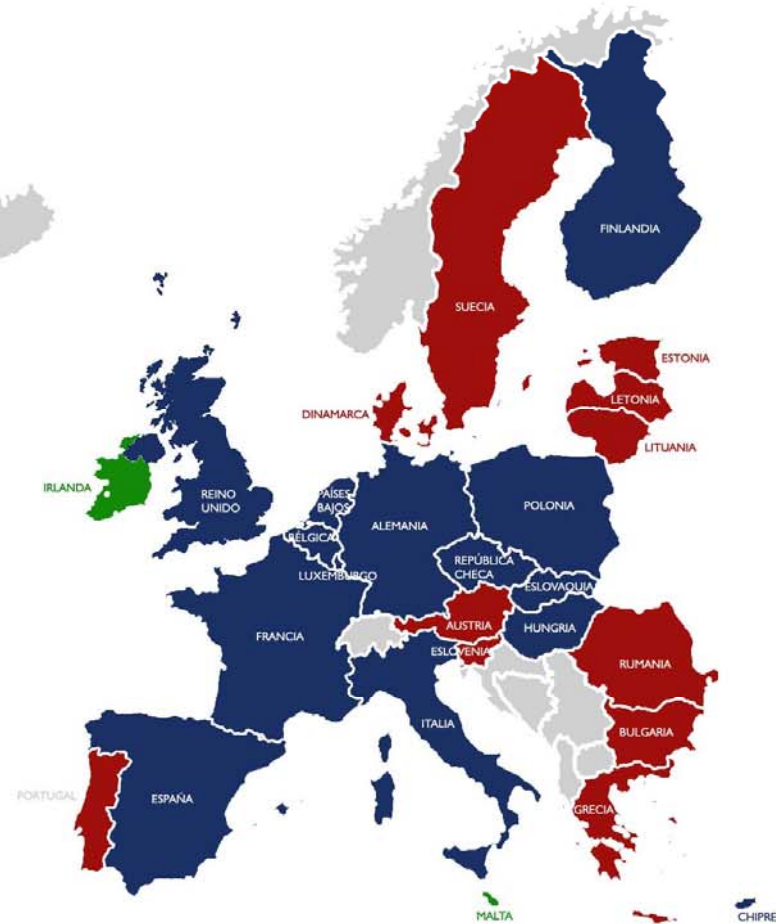 FINLANDIA
SUECIA
ESTONIA
LETONIA
DINAMARCA
LITUANIA
IRLANDA
REINO
UNIDO
PAÍSES
BAJOS
ALEMANIA
POLONIA
BÉLGICA
REPÚBLICA
CHECA
LUXEMBURGO
ESLOVAQUIA
AUSTRIA
HUNGRIA
FRANCIA
ESLOVENIA
RUMANIA
ITALIA
BULGARIA
PORTUGAL
ESPAÑA
GRECIA
MALTA
CHIPRE